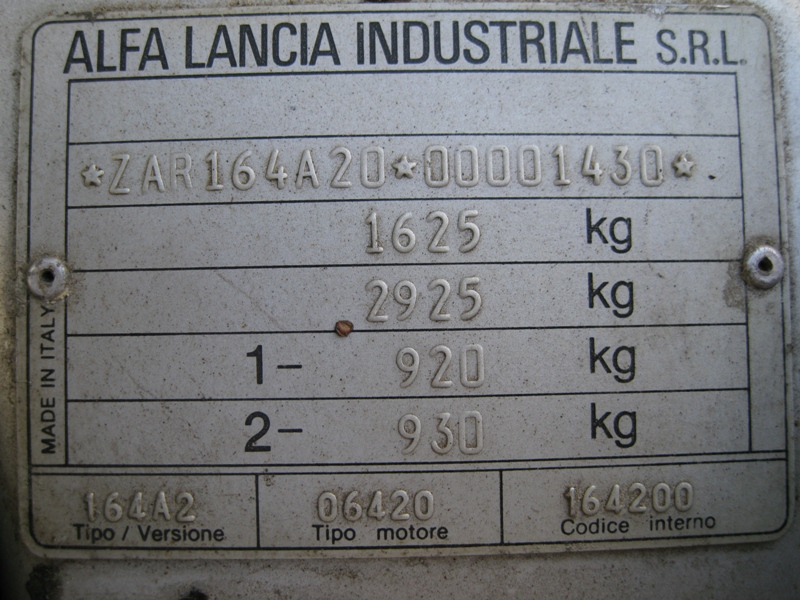 ALFA LANCIA INDUSTRIALE S.R.L.
*ZAR164A20*00001430*.
1625 kg
2925 kg
1- 920 kg
2- 930 kg
MADE IN ITALY
164A2 06420 164200
Tipo / Versione Tipo motore Codice interno